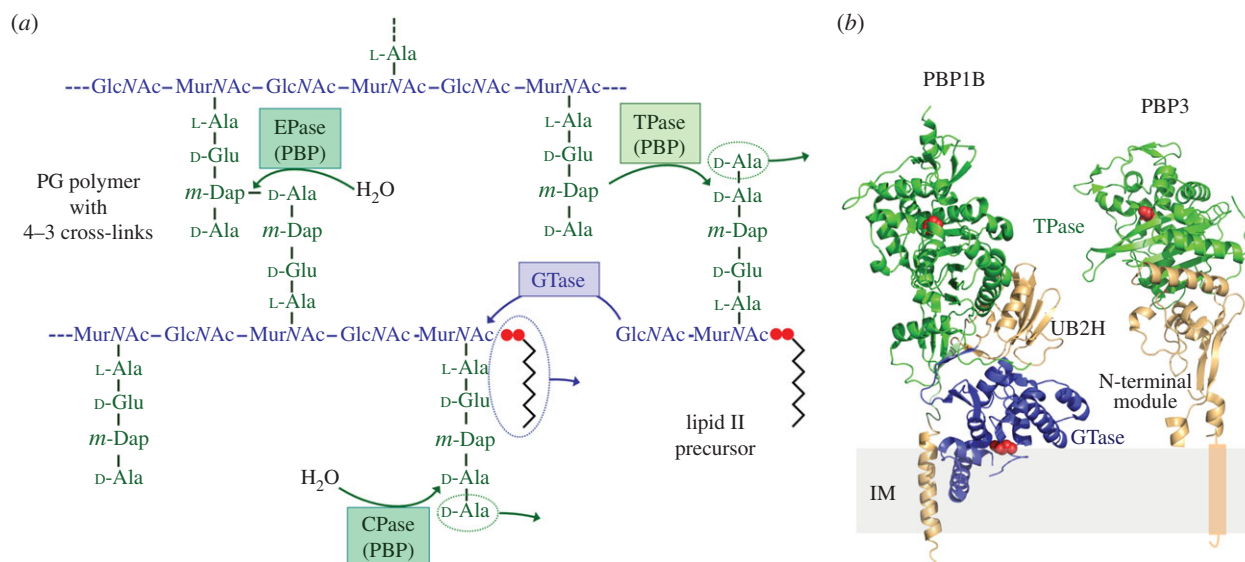 (a)
L-Ala
GlcNAc – MurNAc – GlcNAc – MurNAc – GlcNAc – MurNAc
L-Ala
D-Glu
m-Dap
D-Ala
EPase
(PBP)
D-Ala
H2O
m-Dap
D-Glu
L-Ala
PG polymer
with
4–3 cross-links
L-Ala
D-Glu
m-Dap
D-Ala
TPase
(PBP)
D-Ala
D-Ala
m-Dap
D-Glu
L-Ala
GTase
MurNAc – GlcNAc – MurNAc – GlcNAc – MurNAc
GlcNAc – MurNAc
L-Ala
D-Glu
m-Dap
D-Ala
L-Ala
D-Glu
m-Dap
D-Ala
D-Ala
H2O
CPase
(PBP)
lipid II
precursor
(b)
PBP1B
PBP3
TPase
UB2H
N-terminal
module
GTase
IM